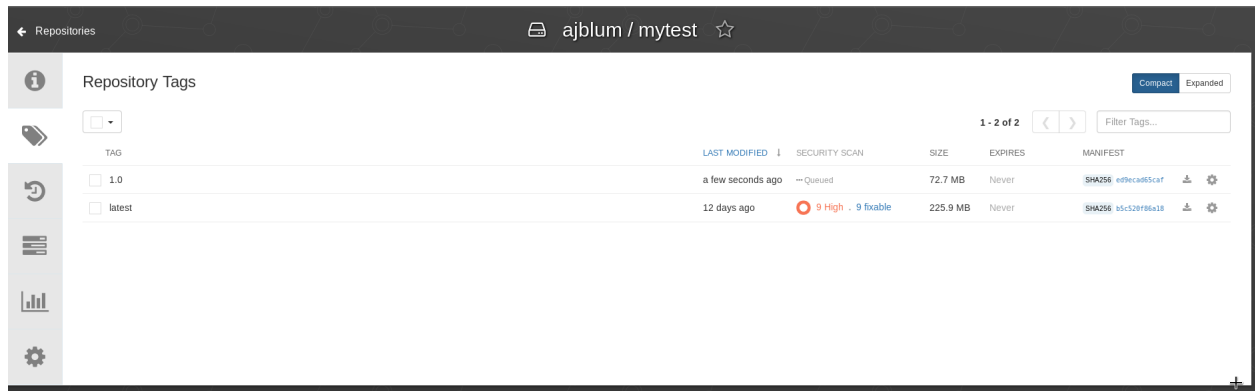 Repositories
ajblum / mytest
Repository Tags
Compact Expanded
1 - 2 of 2 Filter Tags...
TAG LAST MODIFIED SECURITY SCAN SIZE EXPIRES MANIFEST
1.0 a few seconds ago Queued 72.7 MB Never SHA256 ed9ecad65caf
latest 12 days ago 9 High . 9 fixable 225.9 MB Never SHA256 b5c520f86a18